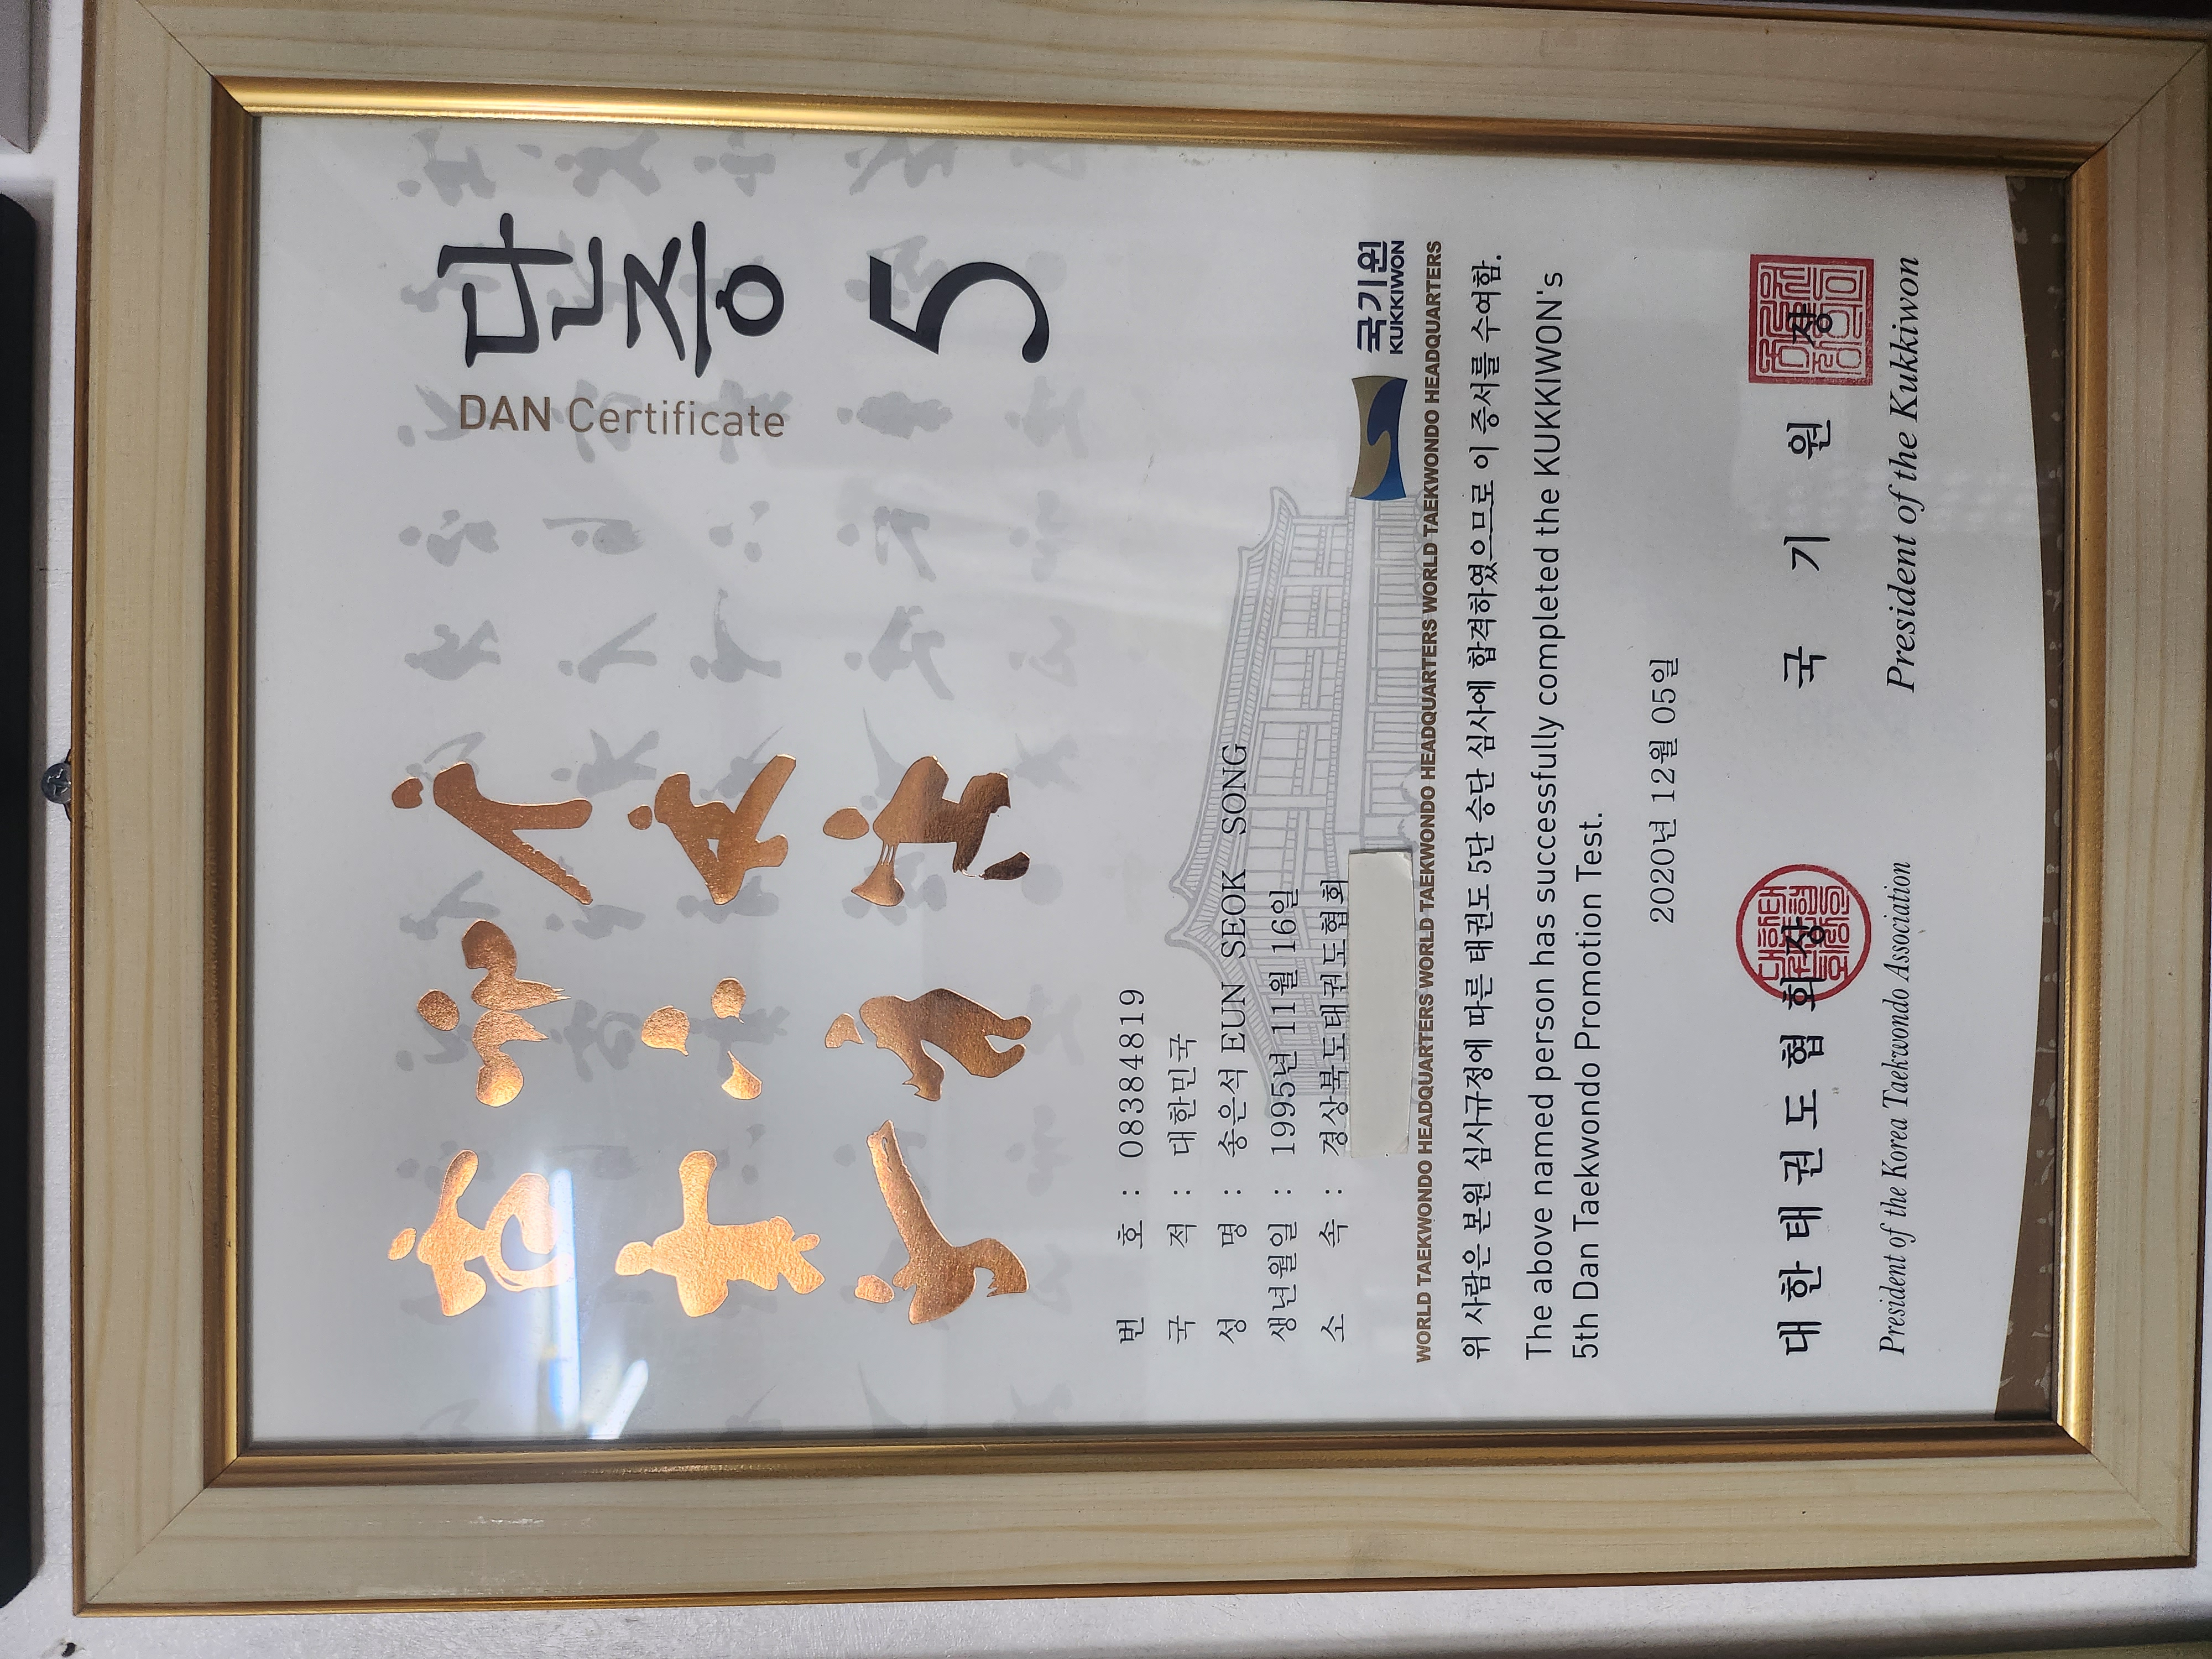 단증
5
DAN Certificate
번 호 : 08384819
국 적 : 대한민국
성 명 : 송은석 EUN SEOK SONG
생년월일 : 1995년 11월 16일
소 속 : 경상북도태권도협회
국기원
KUKKIWON
WORLD TAEKWONDO HEADQUARTERS WORLD TAEKWONDO HEADQUARTERS WORLD TAEKWONDO HEADQUARTERS WORLD TAEKWONDO HEADQUARTERS
위 사람은 본원 심사규정에 따른 태권도 5단 승단 심사에 합격하였으므로 이 증서를 수여함.
The above named person has successfully completed the KUKKIWON's
5th Dan Taekwondo Promotion Test.
2020년 12월 05일
대한태권도협회장 국기원장
President of the Korea Taekwondo Association President of the Kukkiwon